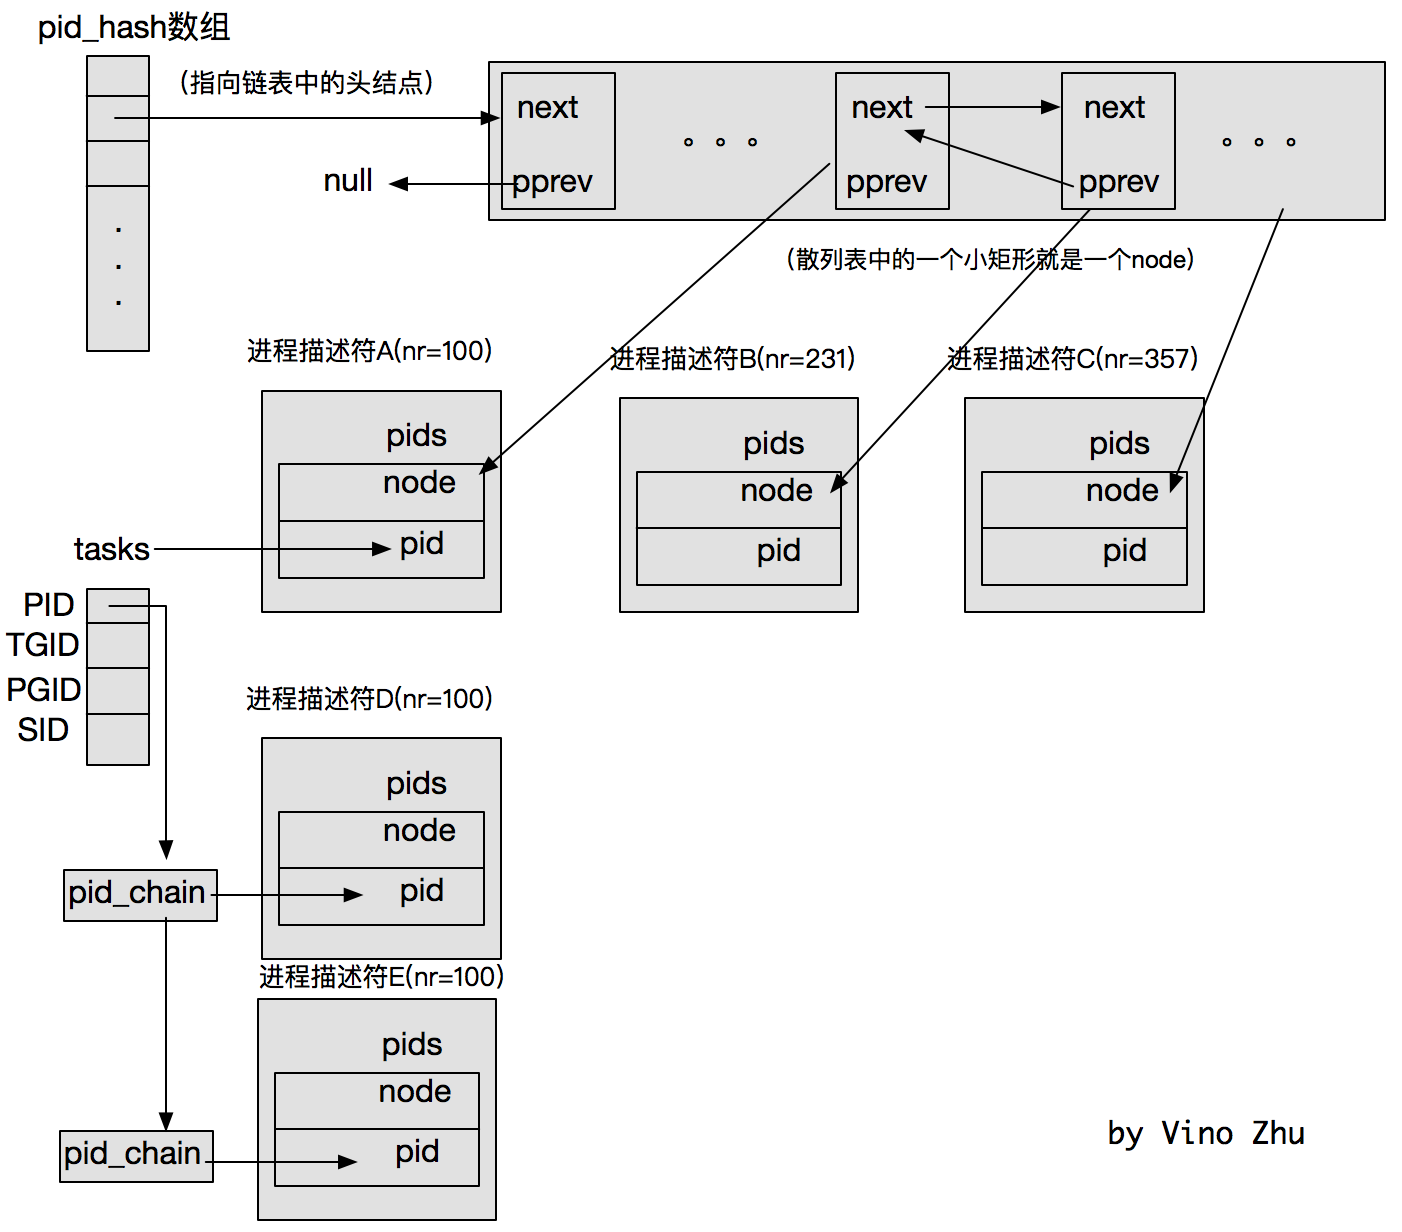 pid_hash数组
(指向链表中的头结点)
next
next
next
。。。
。。。
null
pprev
pprev
pprev
.
.
.
(散列表中的一个小矩形就是一个node)
进程描述符A(nr=100)
进程描述符B(nr=231)
进程描述符C(nr=357)
pids
pids
pids
node
node
node
tasks
pid
pid
pid
PID
TGID
PGID
SID
进程描述符D(nr=100)
pids
node
pid_chain
pid
进程描述符E(nr=100)
pids
node
pid_chain
pid
by Vino Zhu